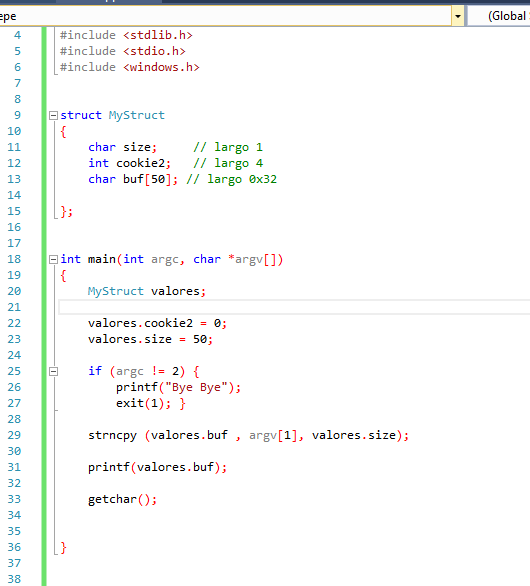 epe (Global
4 #include <stdlib.h>
5 #include <stdio.h>
6 #include <windows.h>
7
8
9 struct MyStruct
10 {
11 char size; // largo 1
12 int cookie2; // largo 4
13 char buf[50]; // largo 0x32
14
15 };
16
17
18 int main(int argc, char *argv[])
19 {
20 MyStruct valores;
21
22 valores.cookie2 = 0;
23 valores.size = 50;
24
25 if (argc != 2) {
26 printf("Bye Bye");
27 exit(1); }
28
29 strncpy (valores.buf , argv[1], valores.size);
30
31 printf(valores.buf);
32
33 getchar();
34
35
36 }
37
38